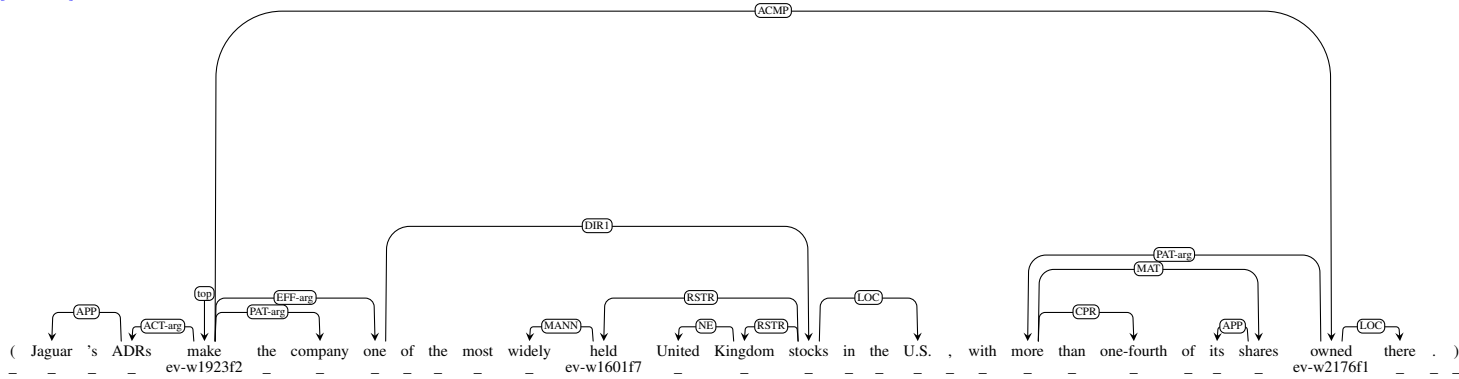 ACMP
DIR1
PAT-arg
MAT
top EFF-arg RSTR LOC
APP PAT-arg CPR
ACT-arg MANN NE RSTR APP LOC
( Jaguar 's ADRs make the company one of the most widely held United Kingdom stocks in the U.S. , with more than one-fourth of its shares owned there . )
_ _ _ _ ev-w1923f2 _ _ _ _ _ _ _ ev-w1601f7 _ _ _ _ _ _ _ _ _ _ _ _ _ _ ev-w2176f1 _ _ _